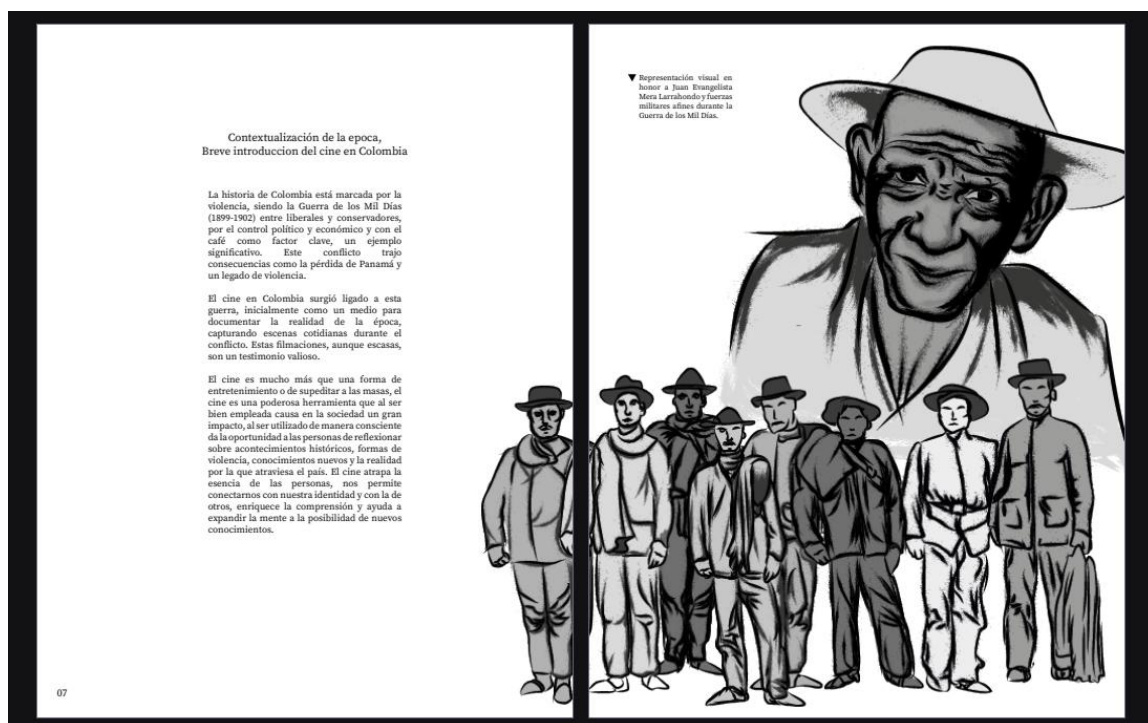 Contextualización de la epoca,
Breve introduccion del cine en Colombia
La historia de Colombia está marcada por la
violencia, siendo la Guerra de los Mil Días
(1899-1902) entre liberales y conservadores,
por el control político y económico y con el
café como factor clave, un ejemplo
significativo. Este conflicto trajo
consecuencias como la pérdida de Panamá y
un legado de violencia.
El cine en Colombia surgió ligado a esta
guerra, inicialmente como un medio para
documentar la realidad de la época,
capturando escenas cotidianas durante el
conflicto. Estas filmaciones, aunque escasas,
son un testimonio valioso.
El cine es mucho más que una forma de
entretenimiento o de supeditar a las masas, el
cine es una poderosa herramienta que al ser
bien empleada causa en la sociedad un gran
impacto, al ser utilizado de manera consciente
da la oportunidad a las personas de reflexionar
sobre acontecimientos históricos, formas de
violencia, conocimientos nuevos y la realidad
por la que atraviesa el país. El cine atrapa la
esencia de las personas, nos permite
conectarnos con nuestra identidad y con la de
otros, enriquece la comprensión y ayuda a
expandir la mente a la posibilidad de nuevos
conocimientos.
07
Representación visual en
honor a Juan Evangelista
Mera Larrahondo y fuerzas
militares afines durante la
Guerra de los Mil Días.